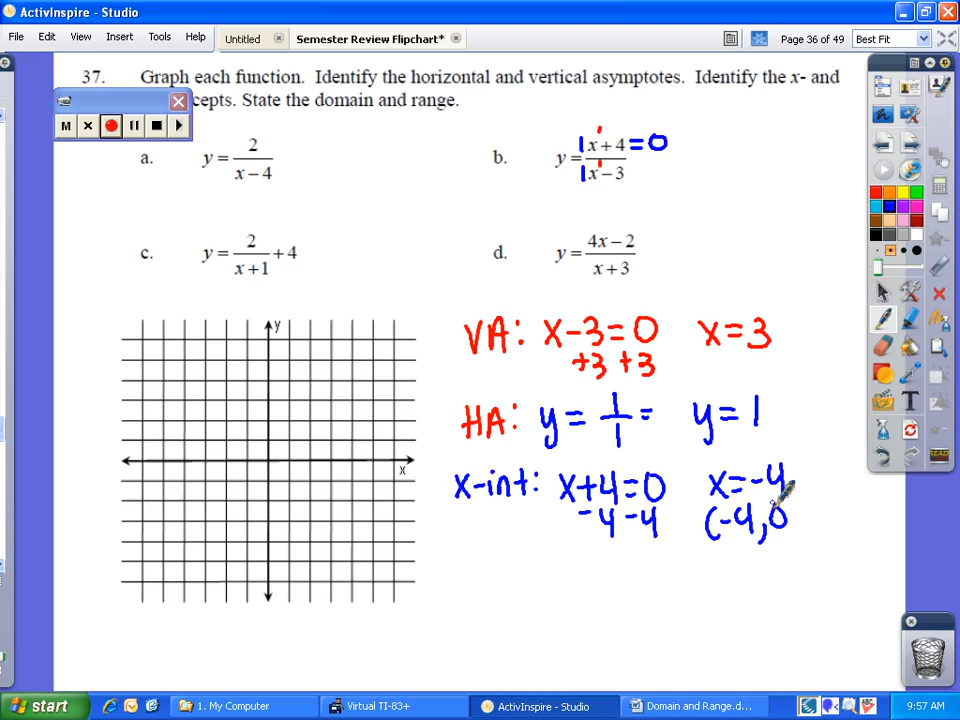 ActivInspire - Studio
File Edit View Insert Tools Help
Untitled
Semester Review Flipchart*
Page 36 of 49
Best Fit
37. Graph each function. Identify the horizontal and vertical asymptotes. Identify the x- and
cepts. State the domain and range.
M
a. y = 2/(x − 4)
b. y = (1x + 4)/(1x − 3) = 0
c. y = 2/(x + 1) + 4
d. y = (4x − 2)/(x + 3)
y
x
VA: x-3=0 x=3
+3 +3
HA: y = 1/1 = y = 1
x-int: x+4=0 x=-4
-4 -4 (-4,0
T
READ
start
1. My Computer
Virtual TI-83+
ActivInspire - Studio
Domain and Range.d...
9:57 AM